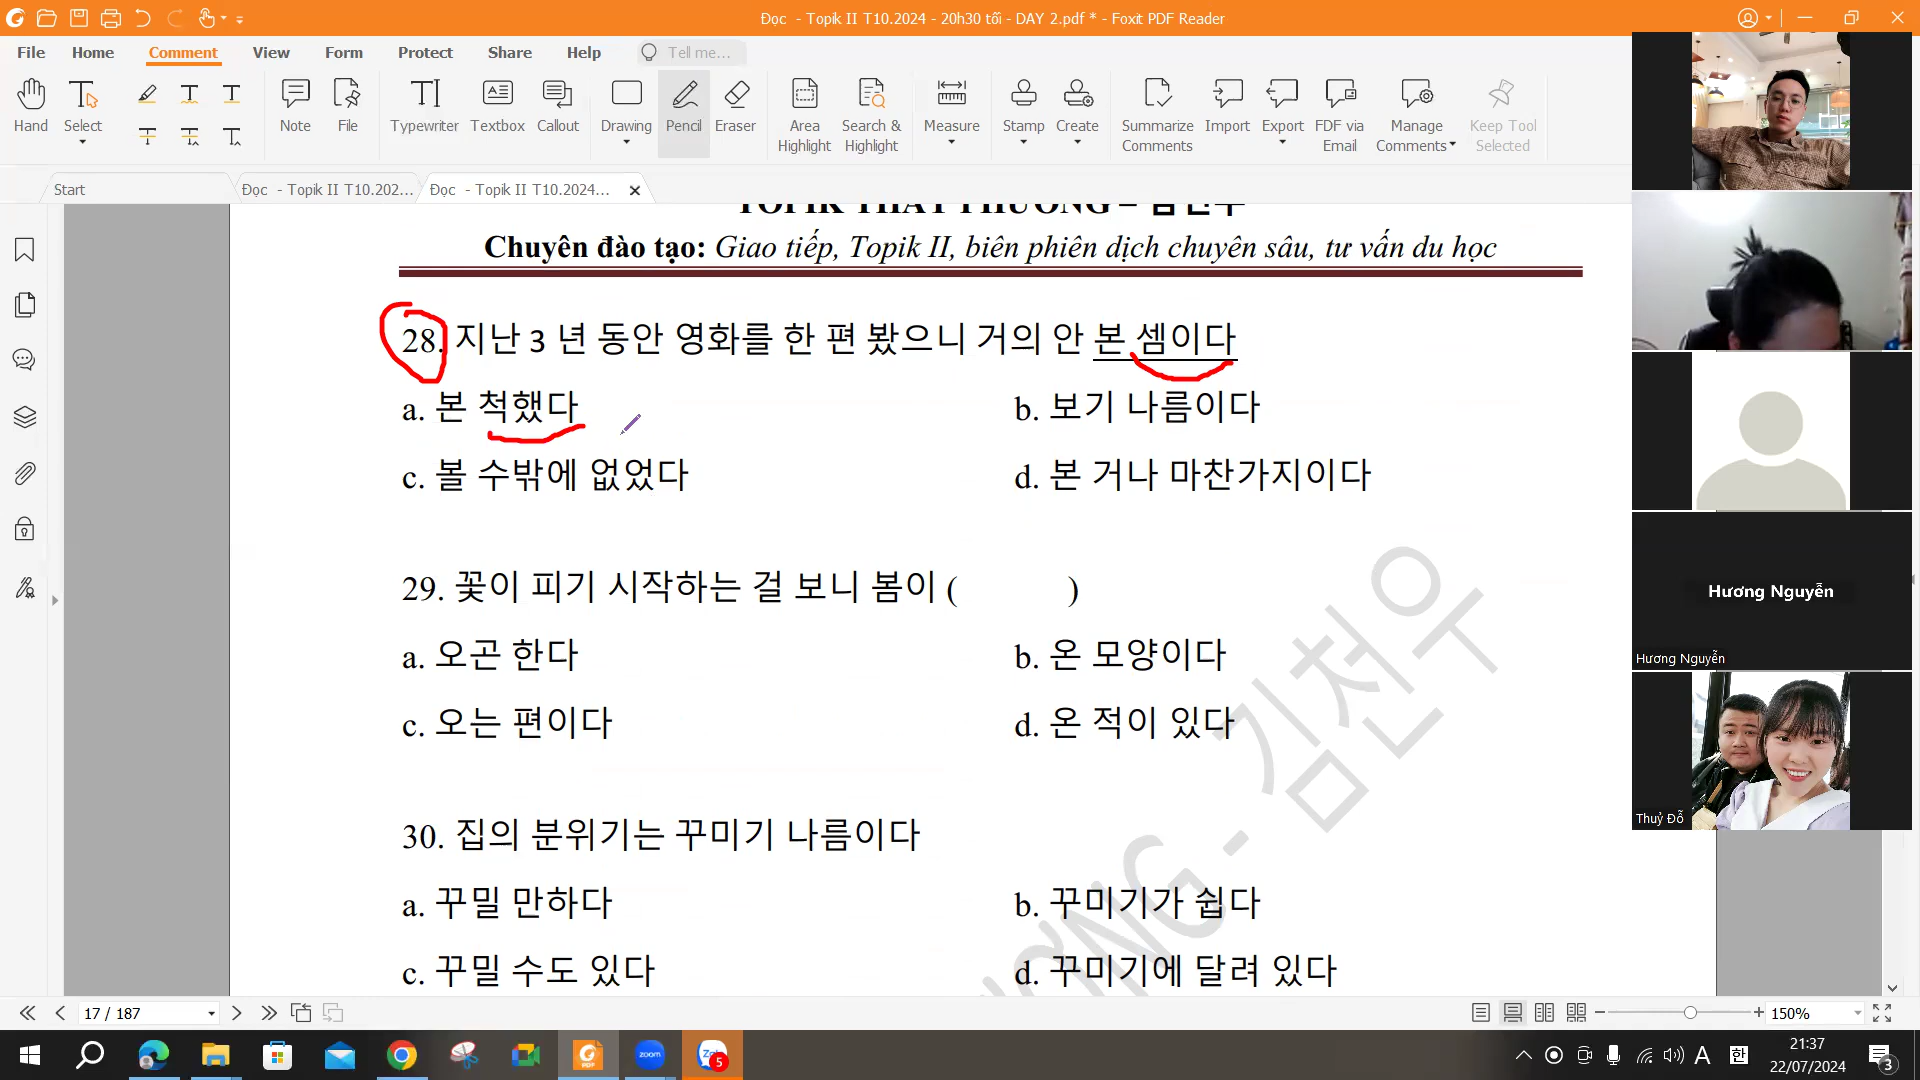 Đọc - Topik II T10.2024 - 20h30 tối - DAY 2.pdf * - Foxit PDF Reader
File Home Comment View Form Protect Share Help Tell me...
Hand Select Note File Typewriter Textbox Callout Drawing Pencil Eraser Area Highlight Search & Highlight Measure Stamp Create Summarize Comments Import Export FDF via Email Manage Comments Keep Tool Selected
Start Đọc - Topik II T10.202... Đọc - Topik II T10.2024...
Chuyên đào tạo: Giao tiếp, Topik II, biên phiên dịch chuyên sâu, tư vấn du học
28. 지난 3 년 동안 영화를 한 편 봤으니 거의 안 본 셈이다
a. 본 척했다 b. 보기 나름이다
c. 볼 수밖에 없었다 d. 본 거나 마찬가지이다
29. 꽃이 피기 시작하는 걸 보니 봄이 ( )
a. 오곤 한다 b. 온 모양이다
c. 오는 편이다 d. 온 적이 있다
30. 집의 분위기는 꾸미기 나름이다
a. 꾸밀 만하다 b. 꾸미기가 쉽다
c. 꾸밀 수도 있다 d. 꾸미기에 달려 있다
김천우
Hương Nguyễn
Hương Nguyễn
Thuỷ Đỗ
17 / 187
150%
zoom
5
A 한
21:37
22/07/2024
3